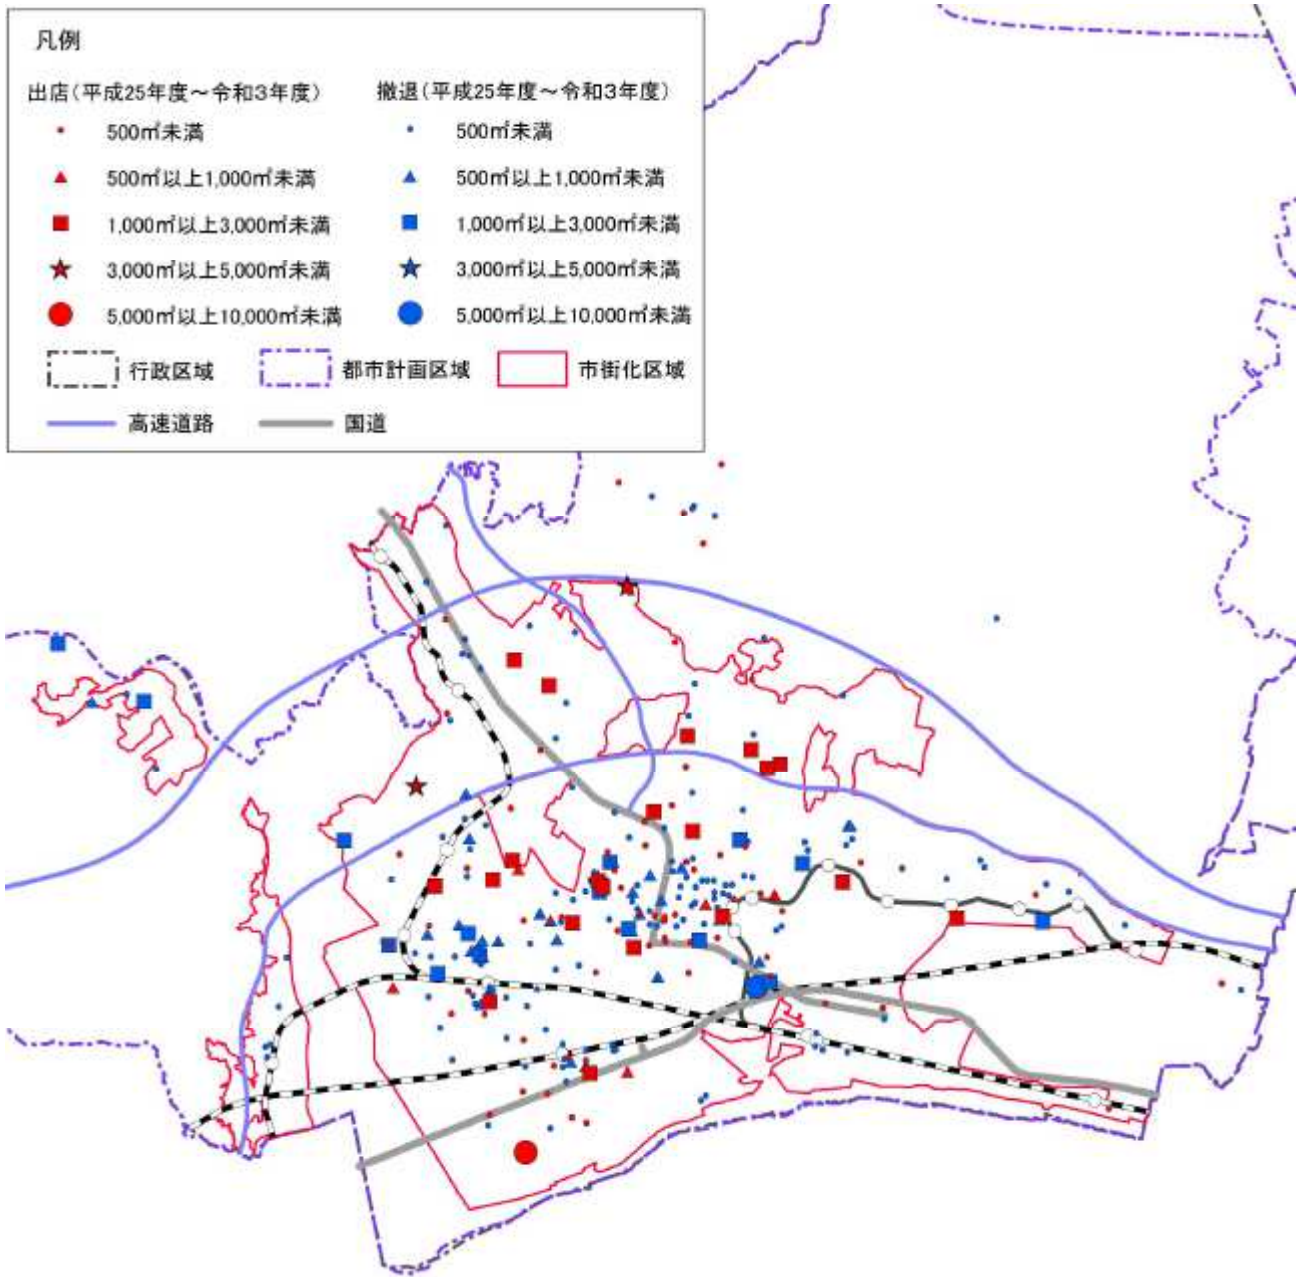 凡例
出店(平成25年度～令和3年度) 撤退(平成25年度～令和3年度)
500㎡未満 500㎡未満
500㎡以上1,000㎡未満 500㎡以上1,000㎡未満
1,000㎡以上3,000㎡未満 1,000㎡以上3,000㎡未満
3,000㎡以上5,000㎡未満 3,000㎡以上5,000㎡未満
5,000㎡以上10,000㎡未満 5,000㎡以上10,000㎡未満
行政区域 都市計画区域 市街化区域
高速道路 国道